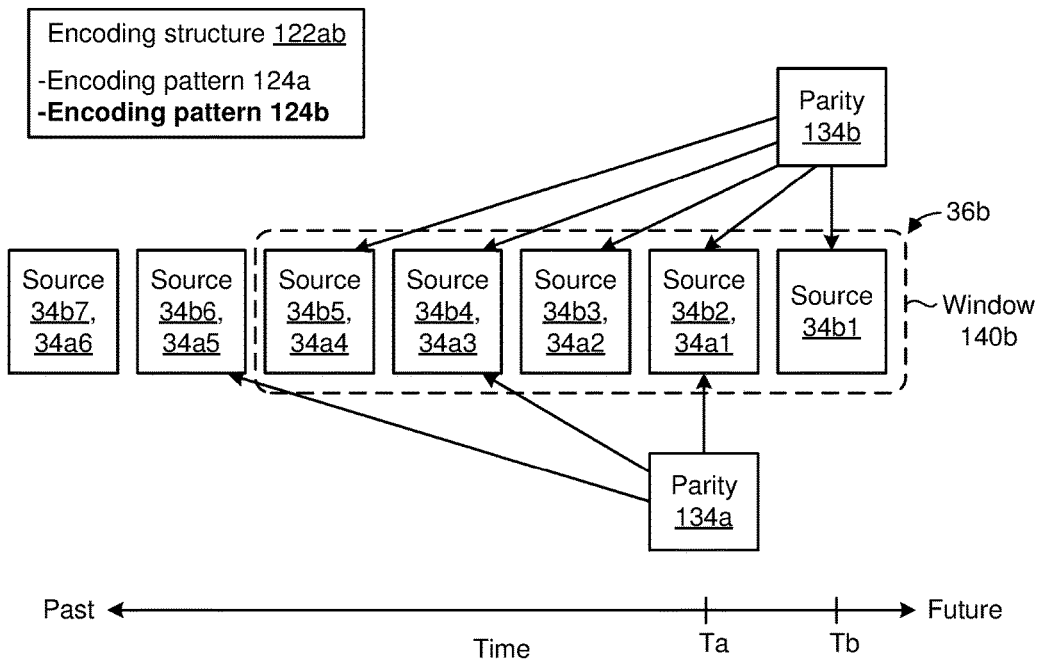 Encoding structure 122ab
-Encoding pattern 124a
-Encoding pattern 124b
Parity
134b
36b
Source
34b7,
34a6
Source
34b6,
34a5
Source
34b5,
34a4
Source
34b4,
34a3
Source
34b3,
34a2
Source
34b2,
34a1
Source
34b1
Window
140b
Parity
134a
Past
Future
Time
Ta
Tb